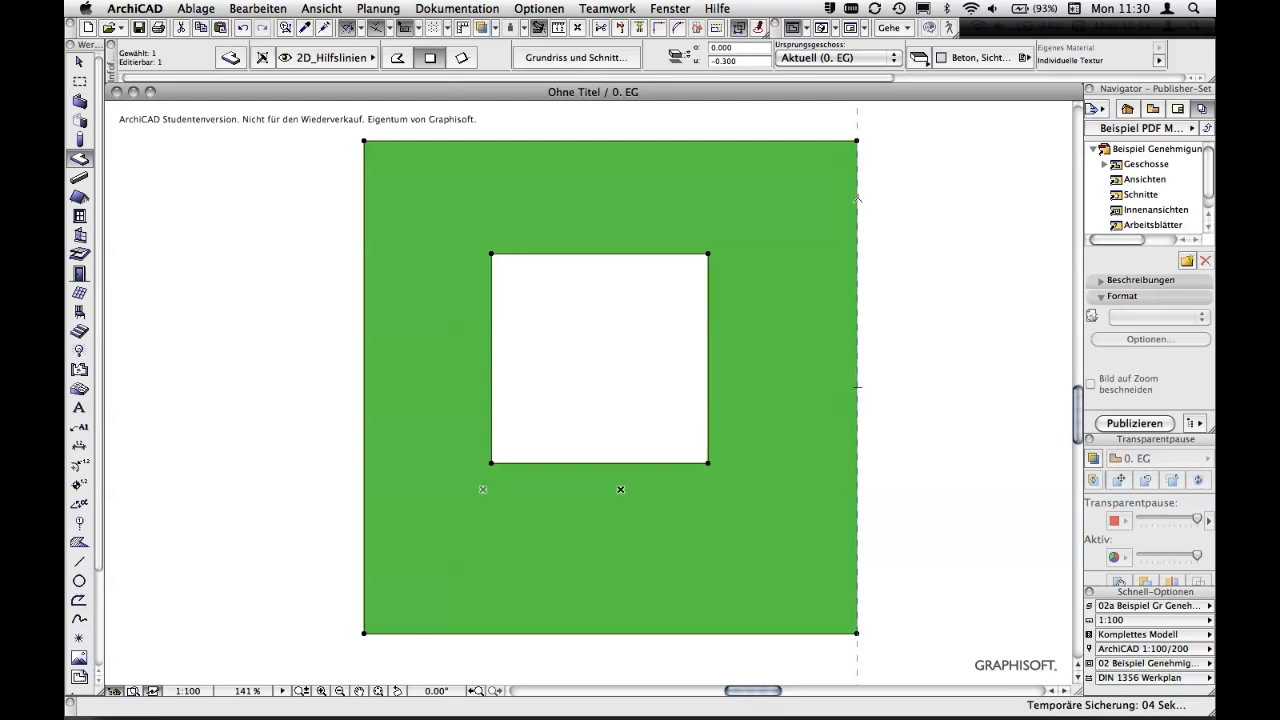 ArchiCAD Ablage Bearbeiten Ansicht Planung Dokumentation Optionen Teamwork Fenster Hilfe (93%) Mon 11:30
Gehe
Wer...
Gewählt: 1
Editierbar: 1
2D_Hilfslinien
Grundriss und Schnitt...
o: 0.000
u: -0.300
Ursprungsgeschoss:
Aktuell (0. EG)
Beton, Sicht...
Eigenes Material
Individuelle Textur
Ohne Titel / 0. EG
Navigator - Publisher-Set
ArchiCAD Studentenversion. Nicht für den Wiederverkauf. Eigentum von Graphisoft.
Beispiel PDF M...
Beispiel Genehmigun
Geschosse
Ansichten
Schnitte
Innenansichten
Arbeitsblätter
Beschreibungen
Format
Optionen...
Bild auf Zoom
beschneiden
Publizieren
Transparentpause
0. EG
Transparentpause:
Aktiv:
Schnell-Optionen
02a Beispiel Gr Geneh...
1:100
Komplettes Modell
ArchiCAD 1:100/200
02 Beispiel Genehmig...
DIN 1356 Werkplan
GRAPHISOFT.
1:100 141 % 0.00°
Temporäre Sicherung: 04 Sek...